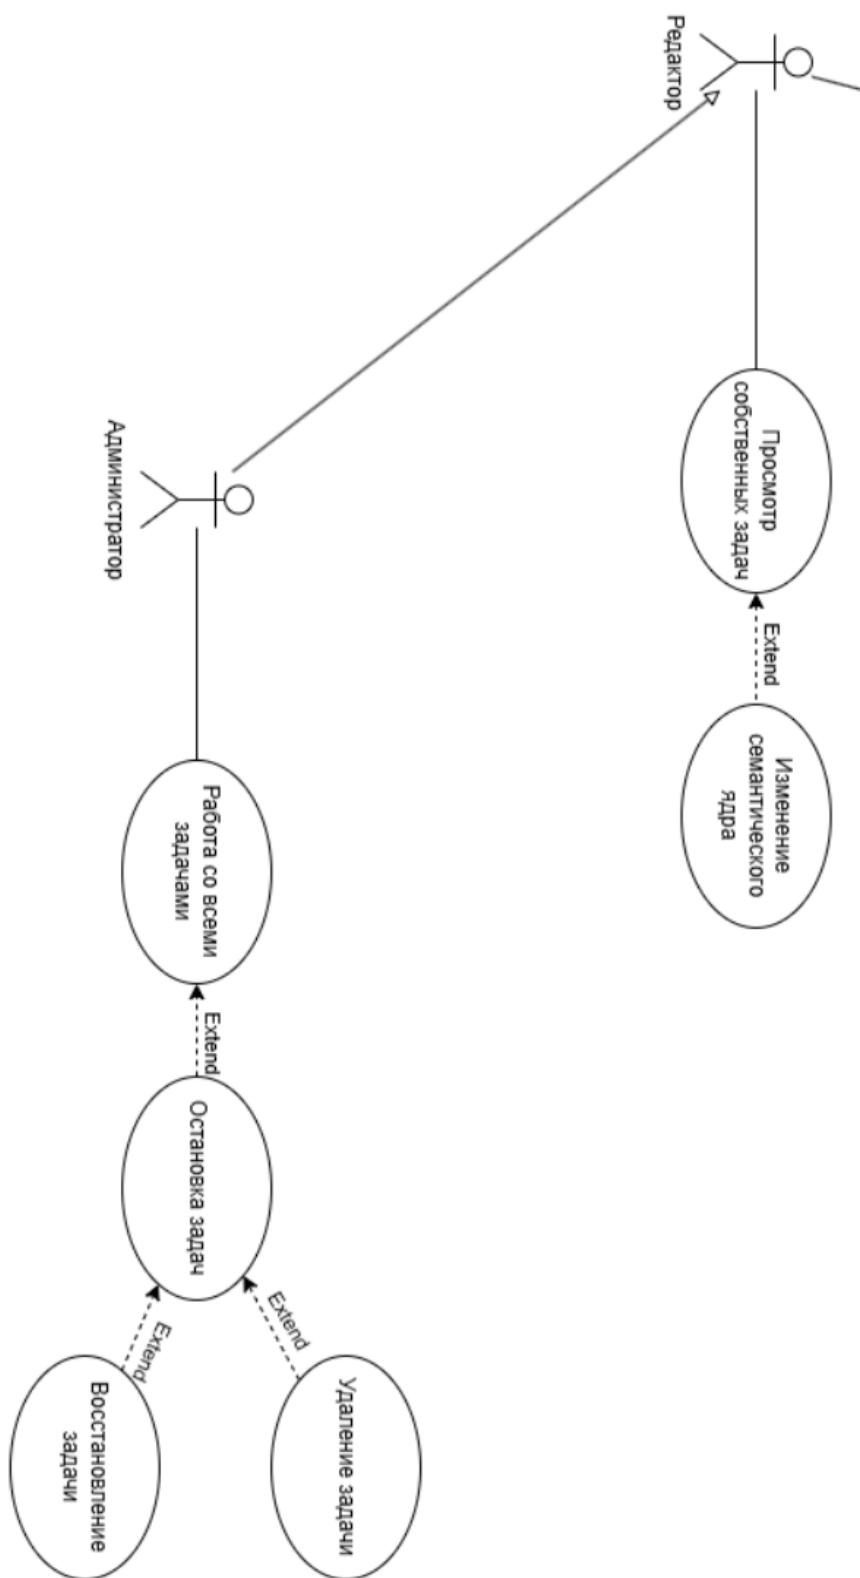 Редактор
Просмотр
собственных задач
Extend
Изменение
семантического
ядра
Администратор
Работа со всеми
задачами
Extend
Остановка задач
Extend
Удаление задачи
Extend
Восстановление
задачи